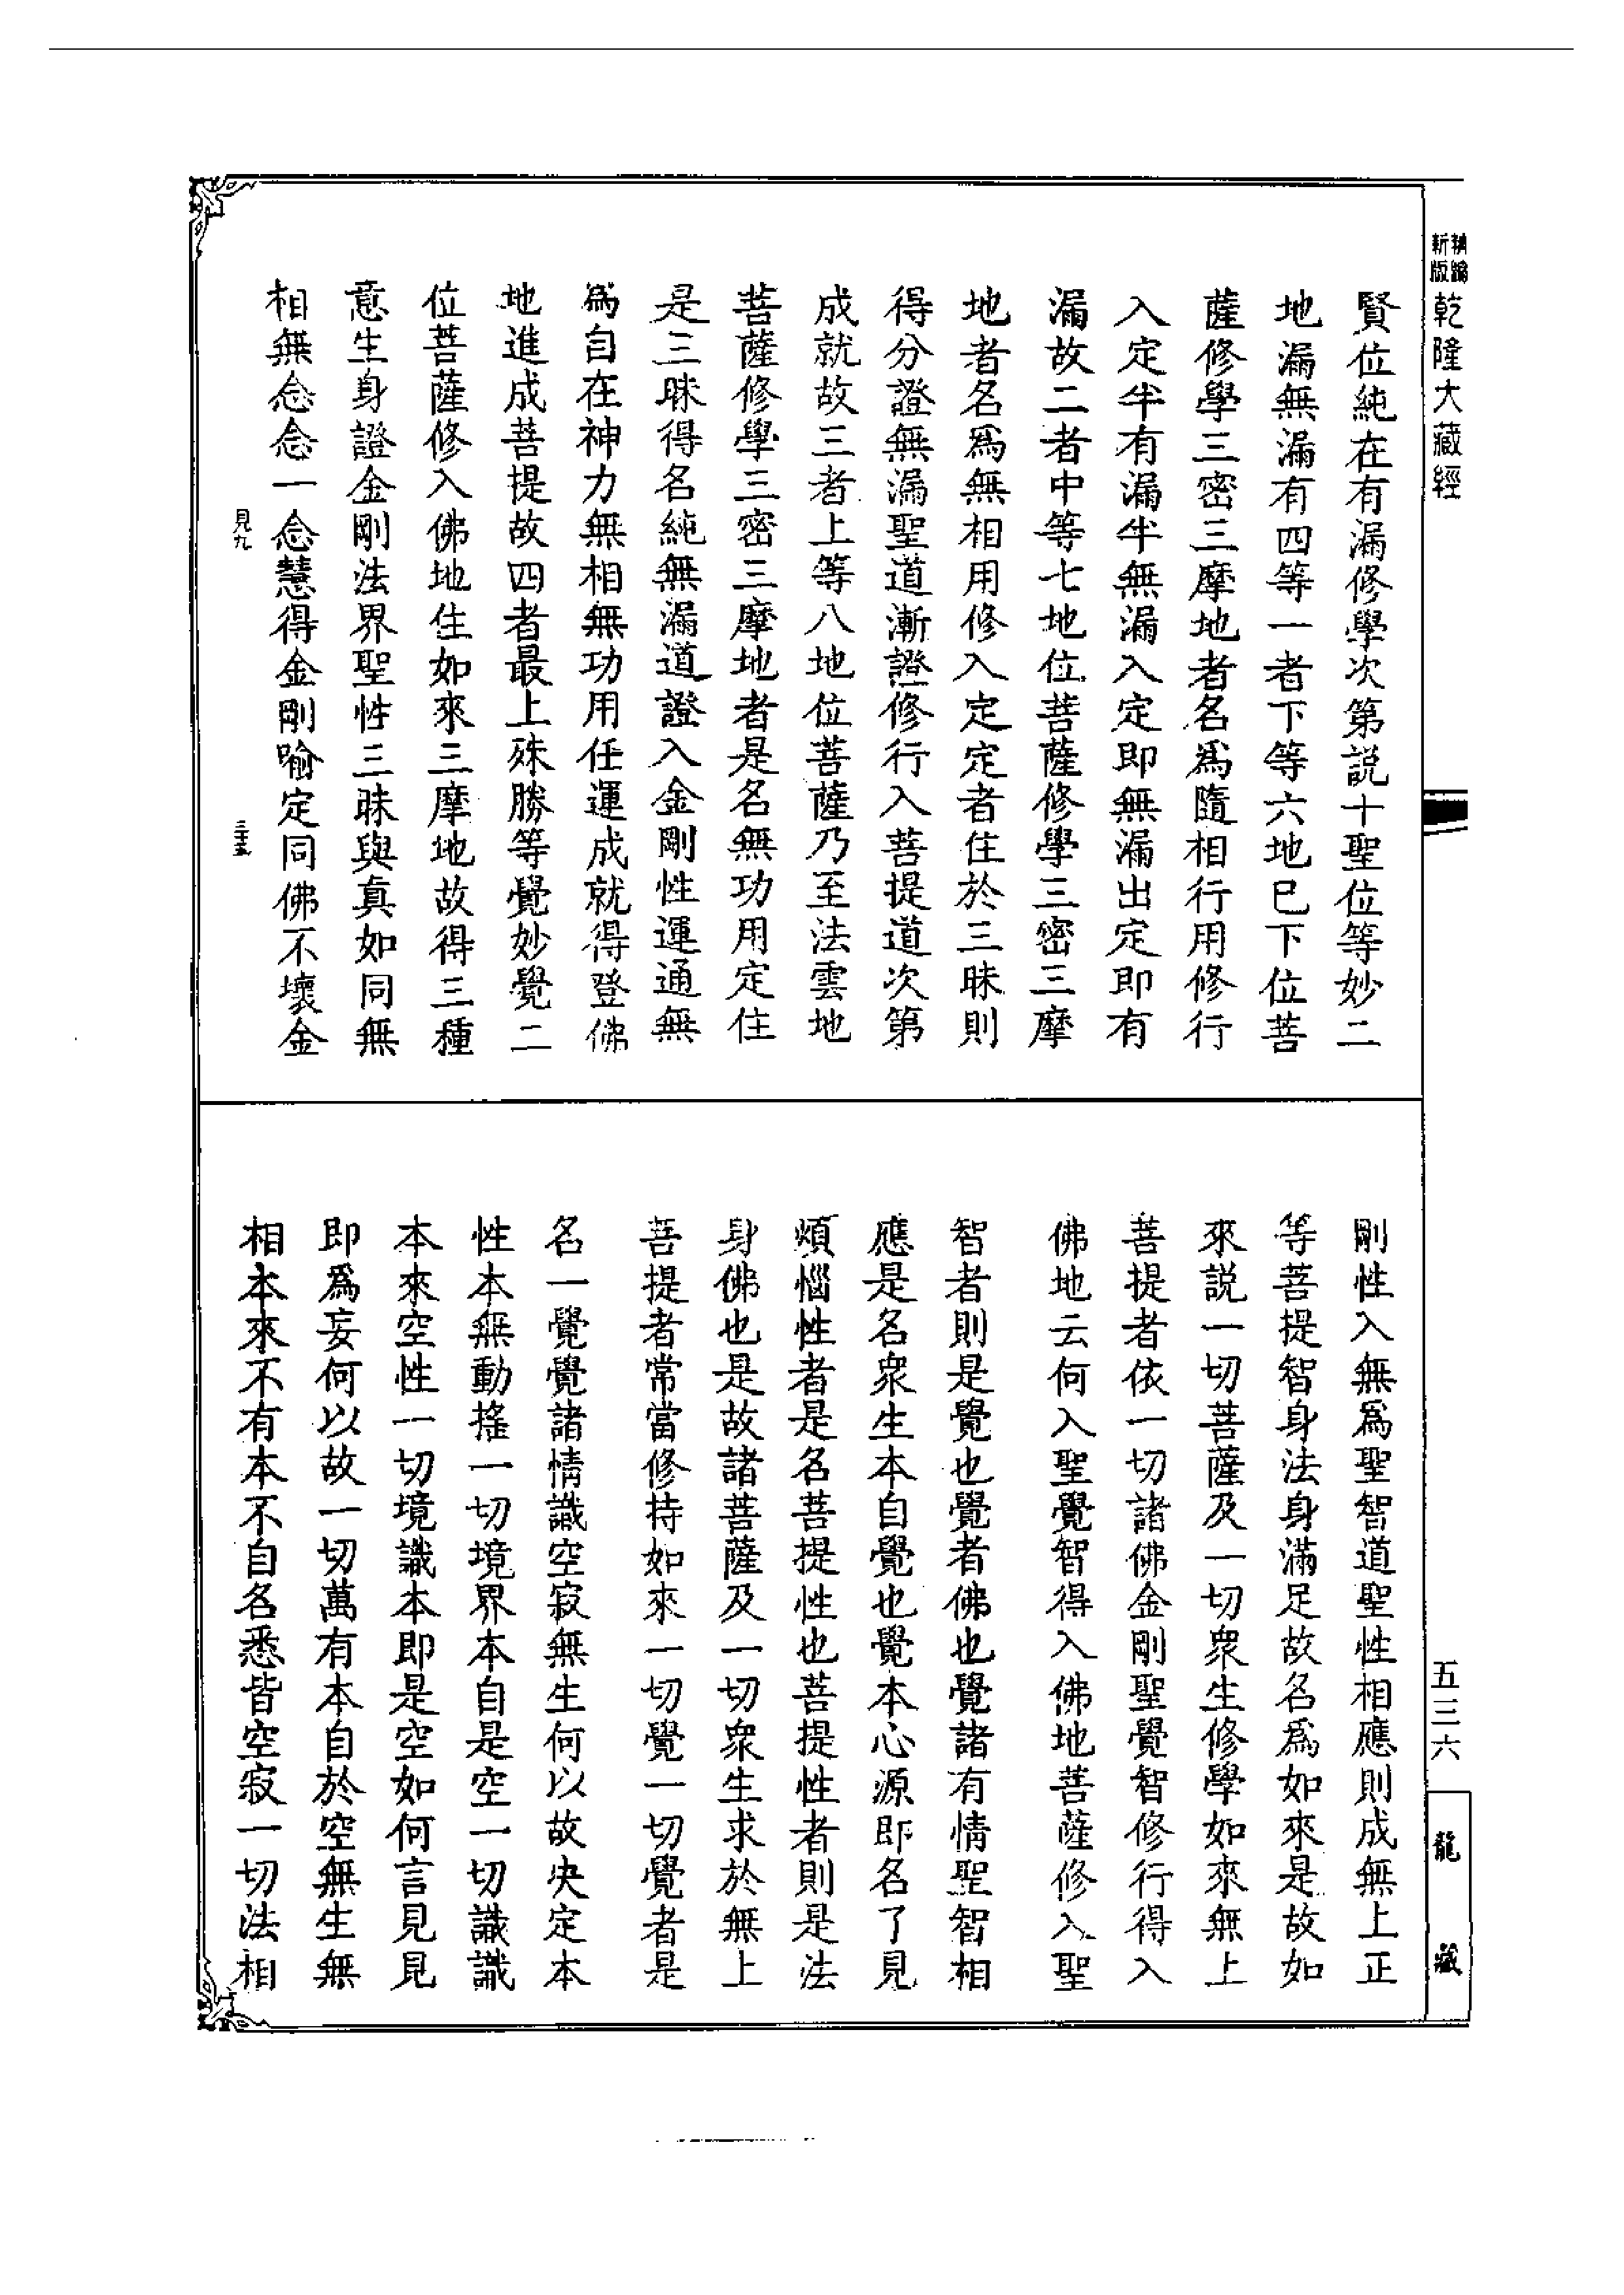 精編
新版
乾隆大藏經
賢位純在有漏修學次第説十聖位等妙二
地漏無漏有四等一者下等六地巳下位菩
薩修學三密三摩地者名爲隨相行用修行
入定半有漏半無漏入定即無漏出定即有
漏故二者中等七地位菩薩修學三密三摩
地者名爲無相用修入定定者住於三昧則
得分證無漏聖道漸證修行入菩提道次第
成就故三者上等八地位菩薩乃至法雲地
菩薩修學三密三摩地者是名無功用定住
是三昧得名純無漏道證入金剛性運通無
爲自在神力無相無功用任運成就得登佛
地進成菩提故四者最上殊勝等覺妙覺二
位菩薩修入佛地住如來三摩地故得三種
意生身證金剛法界聖性三昧與真如同無
相無念念一念慧得金剛喻定同佛不壞金
見九
剛性入無爲聖智道聖性相應則成無上正
等菩提智身法身滿足故名爲如來是故如
來説一切菩薩及一切衆生修學如來無上
菩提者依一切諸佛金剛聖覺智修行得入
佛地云何入聖覺智得入佛地菩薩修入聖
智者則是覺也覺者佛也覺諸有情聖智相
應是名衆生本自覺也覺本心源即名了見
煩惱性者是名菩提性也菩提性者則是法
身佛也是故諸菩薩及一切衆生求於無上
菩提者常當修持如來一切覺一切覺者是
名一覺覺諸情識空寂無生何以故決定本
性本無動搖一切境界本自是空一切識識
本來空性一切境識本即是空如何言見見
即爲妄何以故一切萬有本自於空無生無
相本來不有本不自名悉皆空寂一切法相
五三六
龍藏